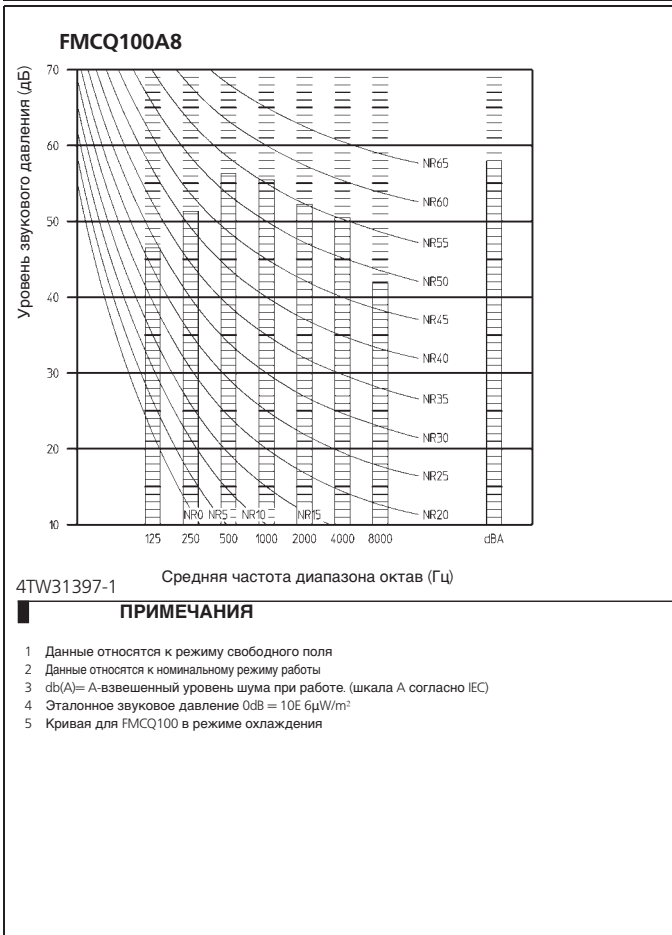 FMCQ100A8
Уровень звукового давления (дБ)
70
60
50
40
30
20
10
NR65
NR60
NR55
NR50
NR45
NR40
NR35
NR30
NR25
NR20
NR0 NR5 NR10 NR15
125 250 500 1000 2000 4000 8000 dBA
Средняя частота диапазона октав (Гц)
4TW31397-1
ПРИМЕЧАНИЯ
1 Данные относятся к режиму свободного поля
2 Данные относятся к номинальному режиму работы
3 db(A)= А-взвешенный уровень шума при работе. (шкала А согласно IEC)
4 Эталонное звуковое давление 0dB = 10E 6µW/m²
5 Кривая для FMCQ100 в режиме охлаждения